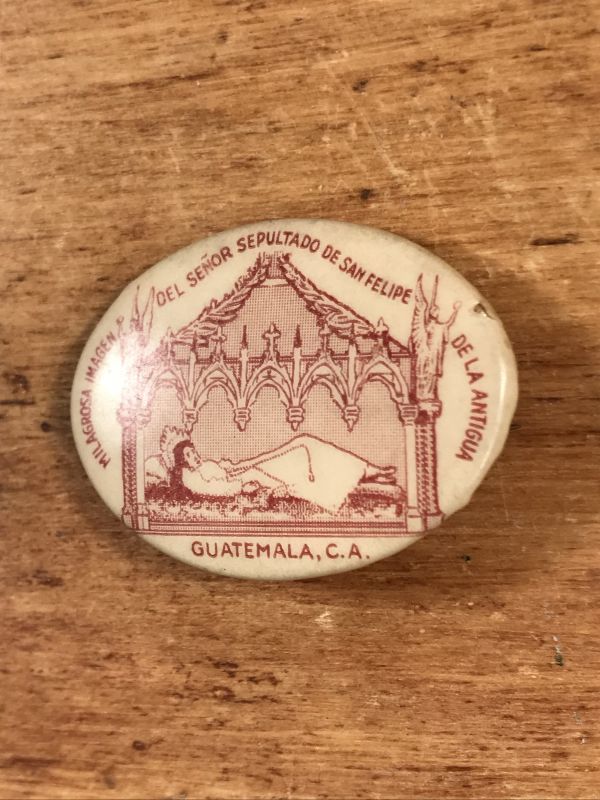 MILAGROSA IMAGEN DEL SEÑOR SEPULTADO DE SAN FELIPE DE LA ANTIGUA
GUATEMALA, C.A.